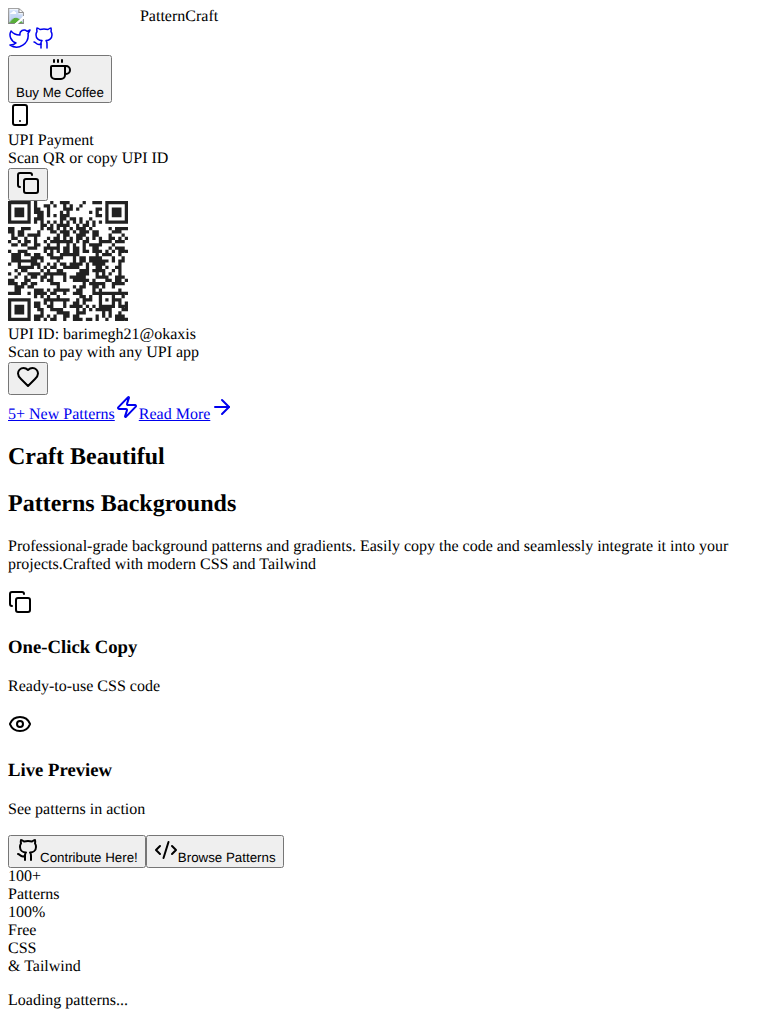 PatternCraft
Buy Me Coffee
UPI Payment
Scan QR or copy UPI ID
UPI ID: barimegh21@okaxis
Scan to pay with any UPI app
5+ New Patterns Read More
Craft Beautiful
Patterns Backgrounds
Professional-grade background patterns and gradients. Easily copy the code and seamlessly integrate it into your
projects.Crafted with modern CSS and Tailwind
One-Click Copy
Ready-to-use CSS code
Live Preview
See patterns in action
Contribute Here! Browse Patterns
100+
Patterns
100%
Free
CSS
& Tailwind
Loading patterns...